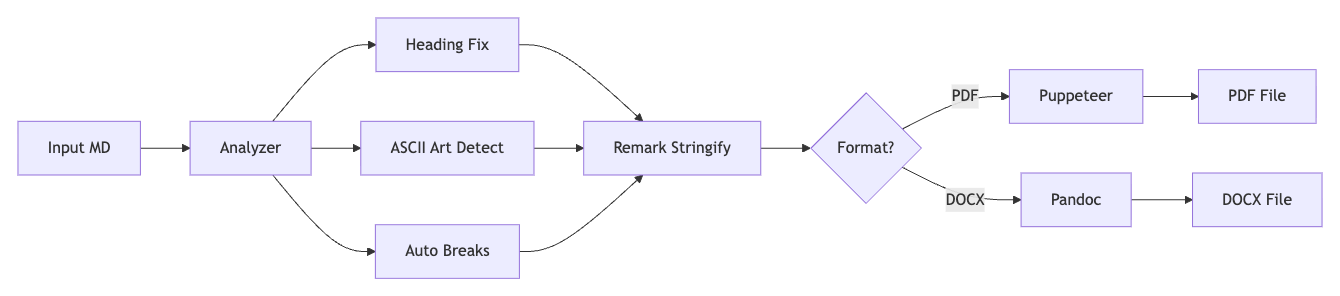 Input MD
Analyzer
Heading Fix
ASCII Art Detect
Auto Breaks
Remark Stringify
Format?
PDF
Puppeteer
PDF File
DOCX
Pandoc
DOCX File